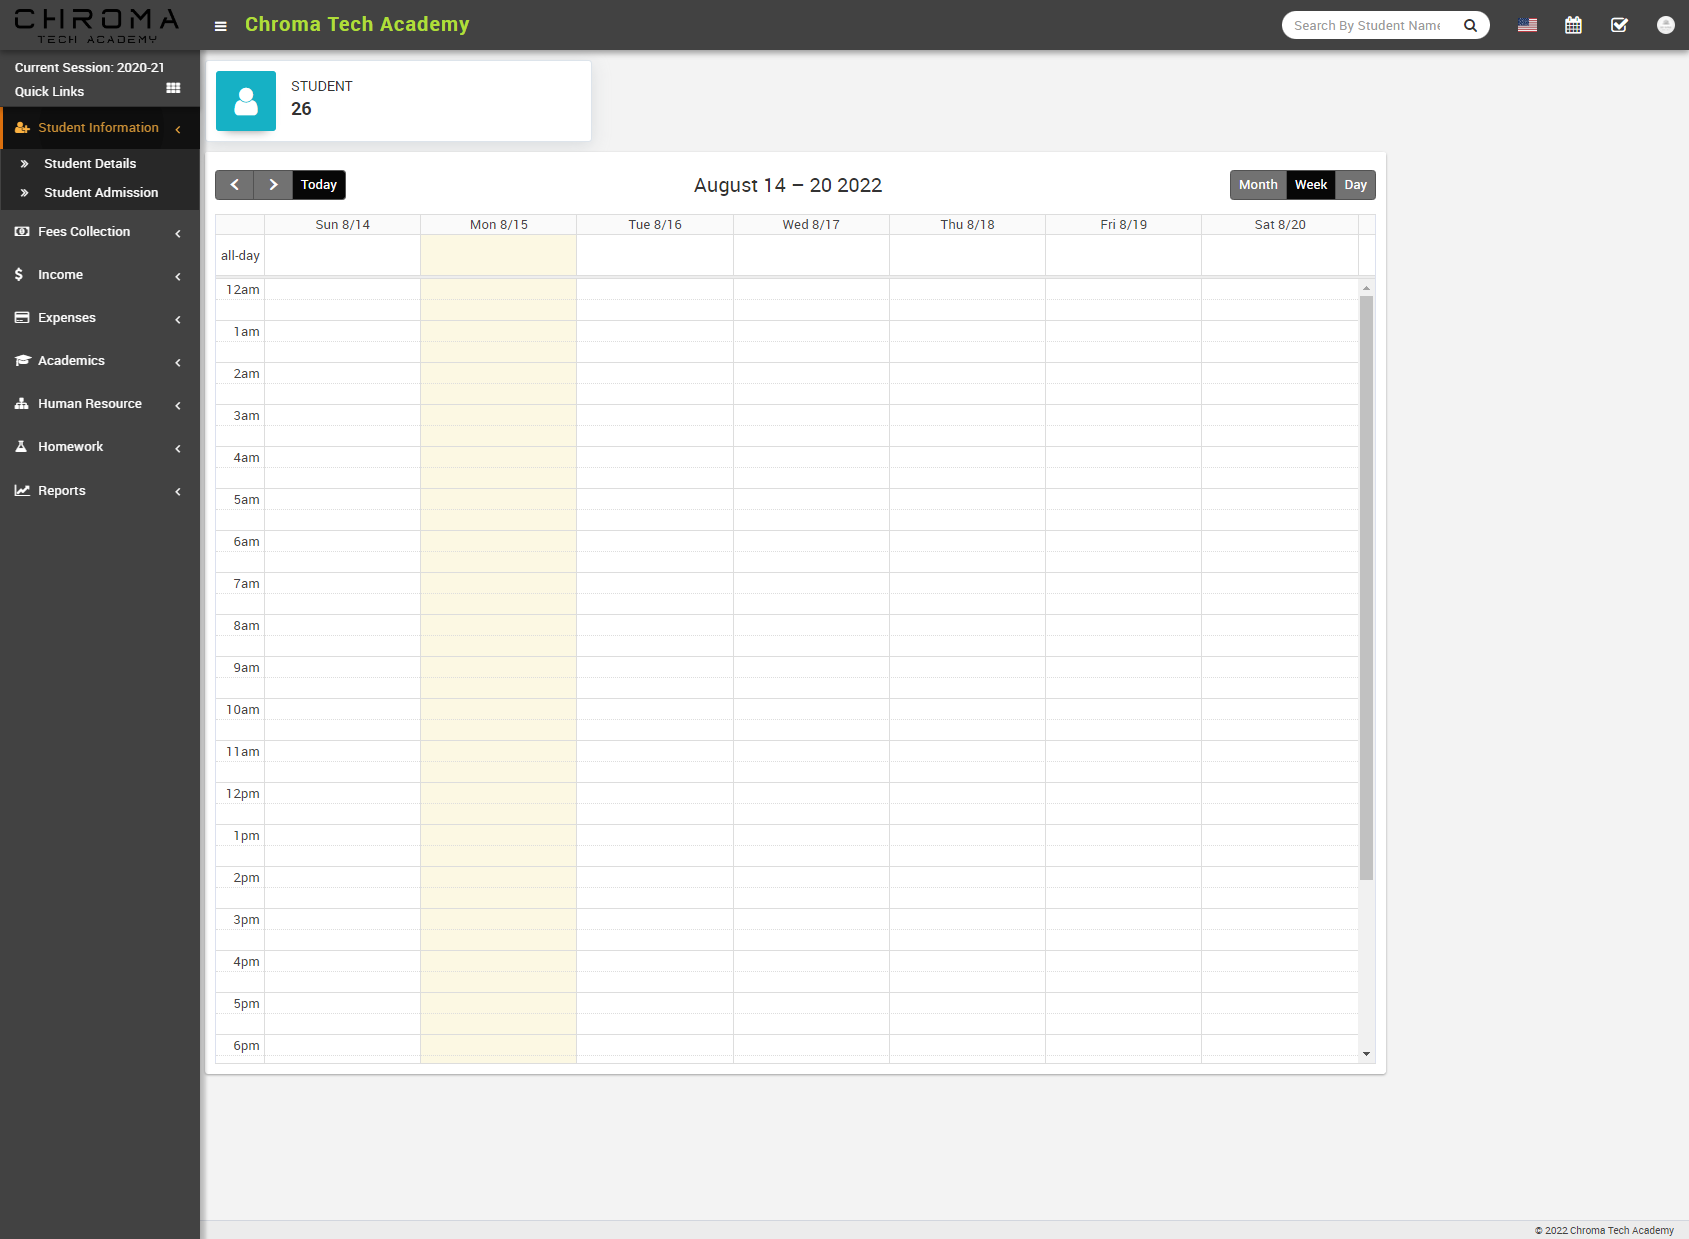 CHROMA
TECH ACADEMY
Chroma Tech Academy
Search By Student Name
Current Session: 2020-21
Quick Links
Student Information
Student Details
Student Admission
Fees Collection
Income
Expenses
Academics
Human Resource
Homework
Reports
STUDENT
26
Today
August 14 – 20 2022
Month Week Day
Sun 8/14 Mon 8/15 Tue 8/16 Wed 8/17 Thu 8/18 Fri 8/19 Sat 8/20
all-day
12am
1am
2am
3am
4am
5am
6am
7am
8am
9am
10am
11am
12pm
1pm
2pm
3pm
4pm
5pm
6pm
© 2022 Chroma Tech Academy